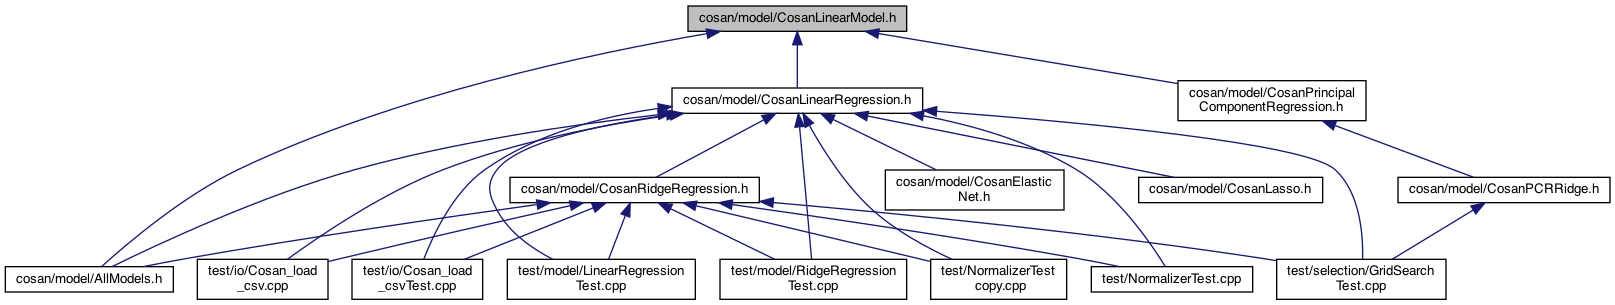 cosan/model/CosanLinearModel.h
cosan/model/CosanLinearRegression.h
cosan/model/CosanPrincipal
ComponentRegression.h
cosan/model/CosanRidgeRegression.h
cosan/model/CosanElastic
Net.h
cosan/model/CosanLasso.h
cosan/model/CosanPCRRidge.h
cosan/model/AllModels.h
test/io/Cosan_load
_csv.cpp
test/io/Cosan_load
_csvTest.cpp
test/model/LinearRegression
Test.cpp
test/model/RidgeRegression
Test.cpp
test/NormalizerTest
copy.cpp
test/NormalizerTest.cpp
test/selection/GridSearch
Test.cpp